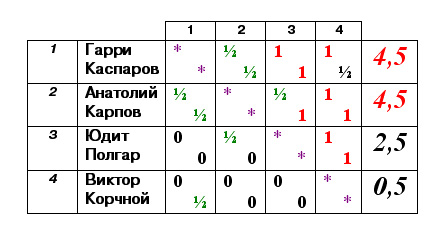 1 2 3 4
1 Гарри Каспаров * * ½ ½ 1 1 1 ½ 4,5
2 Анатолий Карпов ½ ½ * * ½ 1 1 1 4,5
3 Юдит Полгар 0 0 ½ 0 * * 1 1 2,5
4 Виктор Корчной 0 ½ 0 0 0 0 * * 0,5